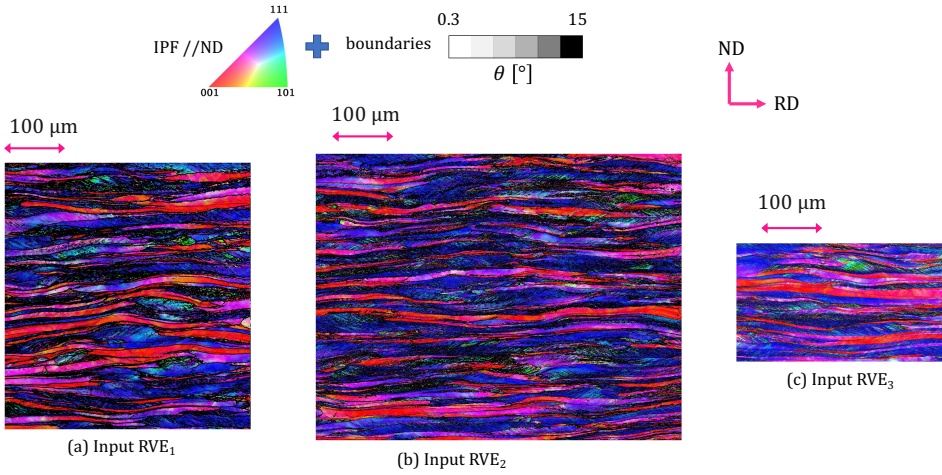 111
IPF //ND
001
101
boundaries
0.3
15
θ [°]
ND
RD
100 μm
100 μm
100 μm
(a) Input RVE₁
(b) Input RVE₂
(c) Input RVE₃